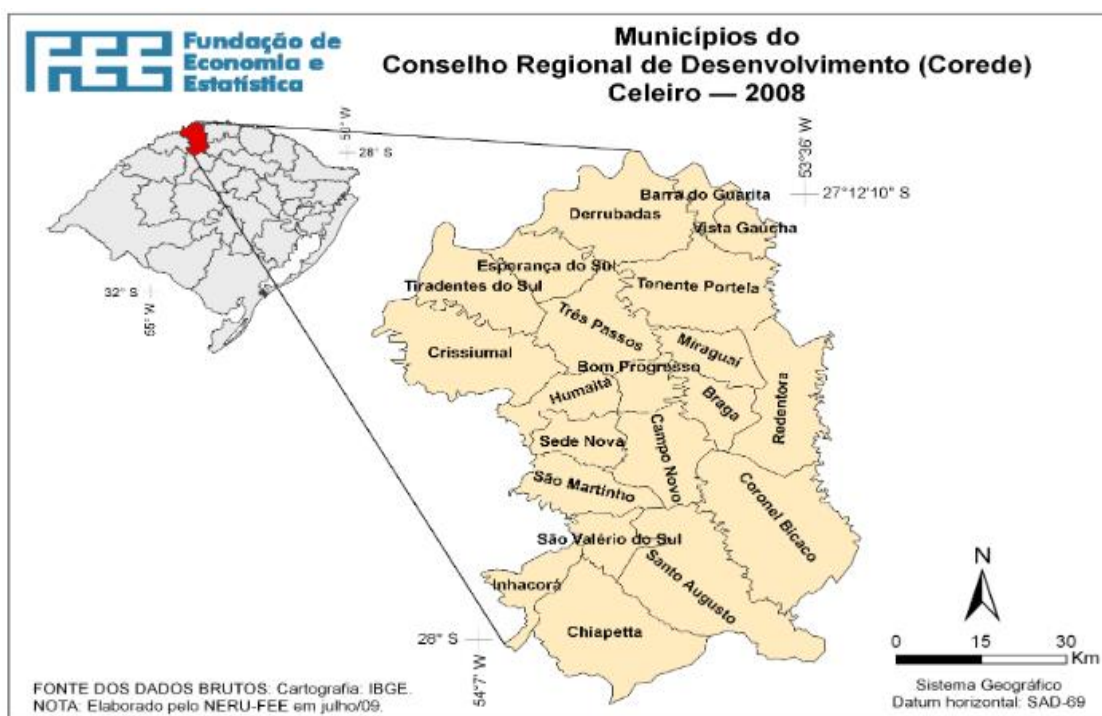 FEE Fundação de
Economia e
Estatística
Municípios do
Conselho Regional de Desenvolvimento (Corede)
Celeiro — 2008
50° W
28° S
32° S
55° W
53°36' W
27°12'10" S
Barra do Guarita
Derrubadas
Vista Gaúcha
Esperança do Sul
Tiradentes do Sul
Tenente Portela
Três Passos
Miraguaí
Crissiumal
Bom Progresso
Humaitá
Braga
Redentora
Sede Nova
Campo Novo
São Martinho
Coronel Bicaco
São Valério do Sul
Santo Augusto
Inhacorá
Chiapetta
28° S
54°7' W
N
0 15 30
Km
Sistema Geográfico
Datum horizontal: SAD-69
FONTE DOS DADOS BRUTOS: Cartografia: IBGE.
NOTA: Elaborado pelo NERU-FEE em julho/09.